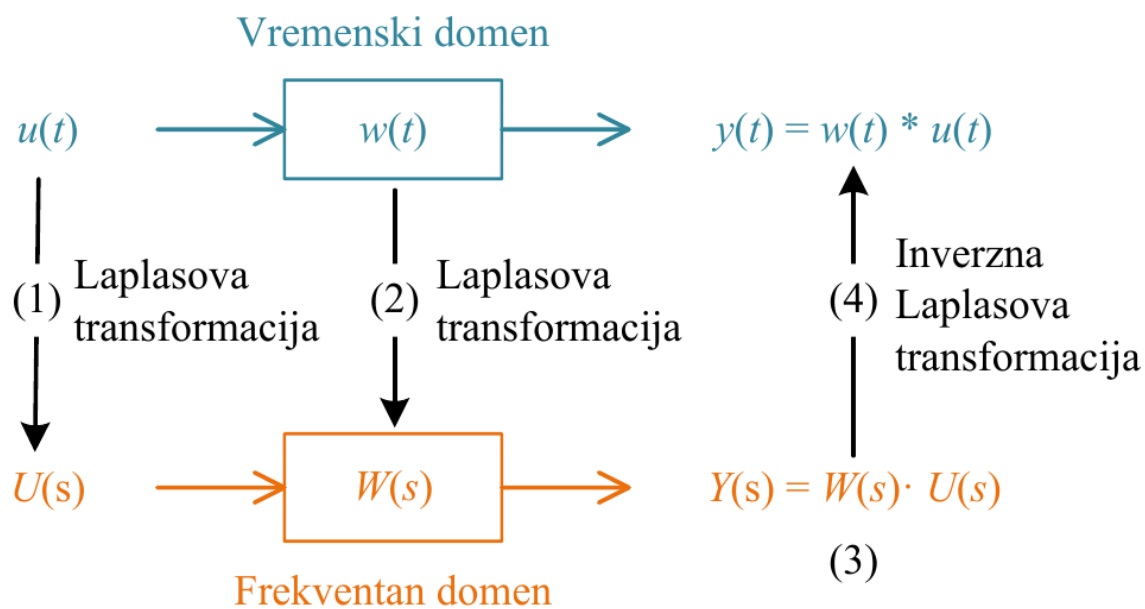 Vremenski domen
u(t)
w(t)
y(t) = w(t) * u(t)
(1)
Laplasova
transformacija
(2)
Laplasova
transformacija
(4)
Inverzna
Laplasova
transformacija
U(s)
W(s)
Y(s) = W(s)· U(s)
(3)
Frekventan domen